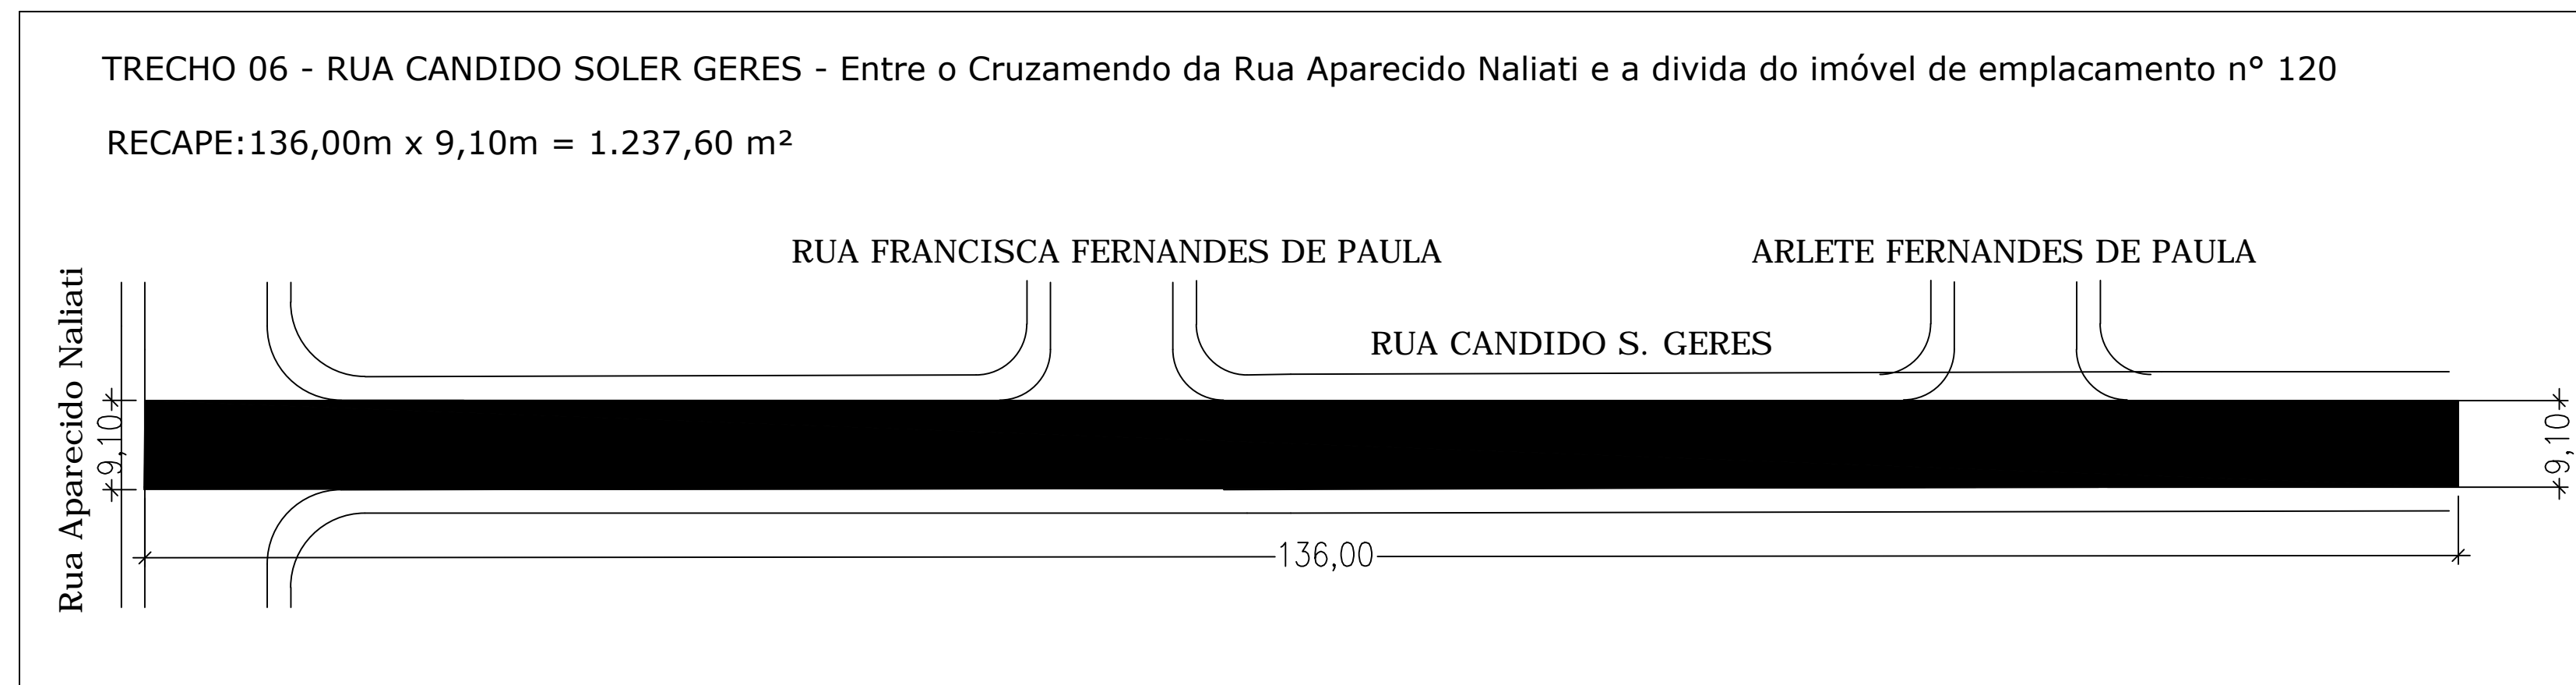 TRECHO 06 - RUA CANDIDO SOLER GERES - Entre o Cruzamendo da Rua Aparecido Naliati e a divida do imóvel de emplacamento n° 120
RECAPE:136,00m x 9,10m = 1.237,60 m²
RUA FRANCISCA FERNANDES DE PAULA
ARLETE FERNANDES DE PAULA
RUA CANDIDO S. GERES
Rua Aparecido Naliati
9,10
9,10
136,00